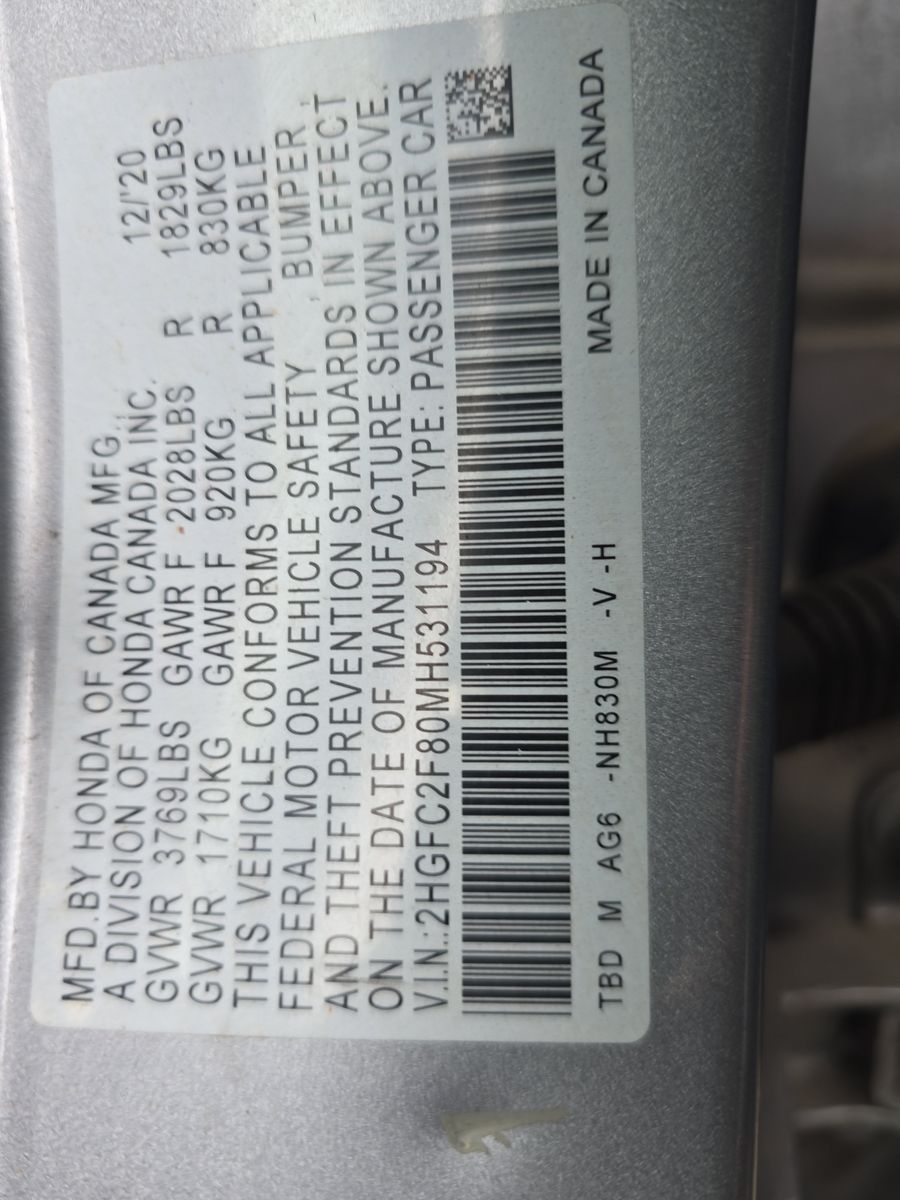 MFD.BY HONDA OF CANADA MFG. 12/'20
A DIVISION OF HONDA CANADA INC.
GVWR 3769LBS GAWR F 2028LBS R 1829LBS
GVWR 1710KG GAWR F 920KG R 830KG
THIS VEHICLE CONFORMS TO ALL APPLICABLE
FEDERAL MOTOR VEHICLE SAFETY BUMPER,
AND THEFT PREVENTION STANDARDS IN EFFECT
ON THE DATE OF MANUFACTURE SHOWN ABOVE.
V.I.N.:2HGFC2F80MH531194 TYPE: PASSENGER CAR
TBD M AG6 -NH830M -V -H MADE IN CANADA